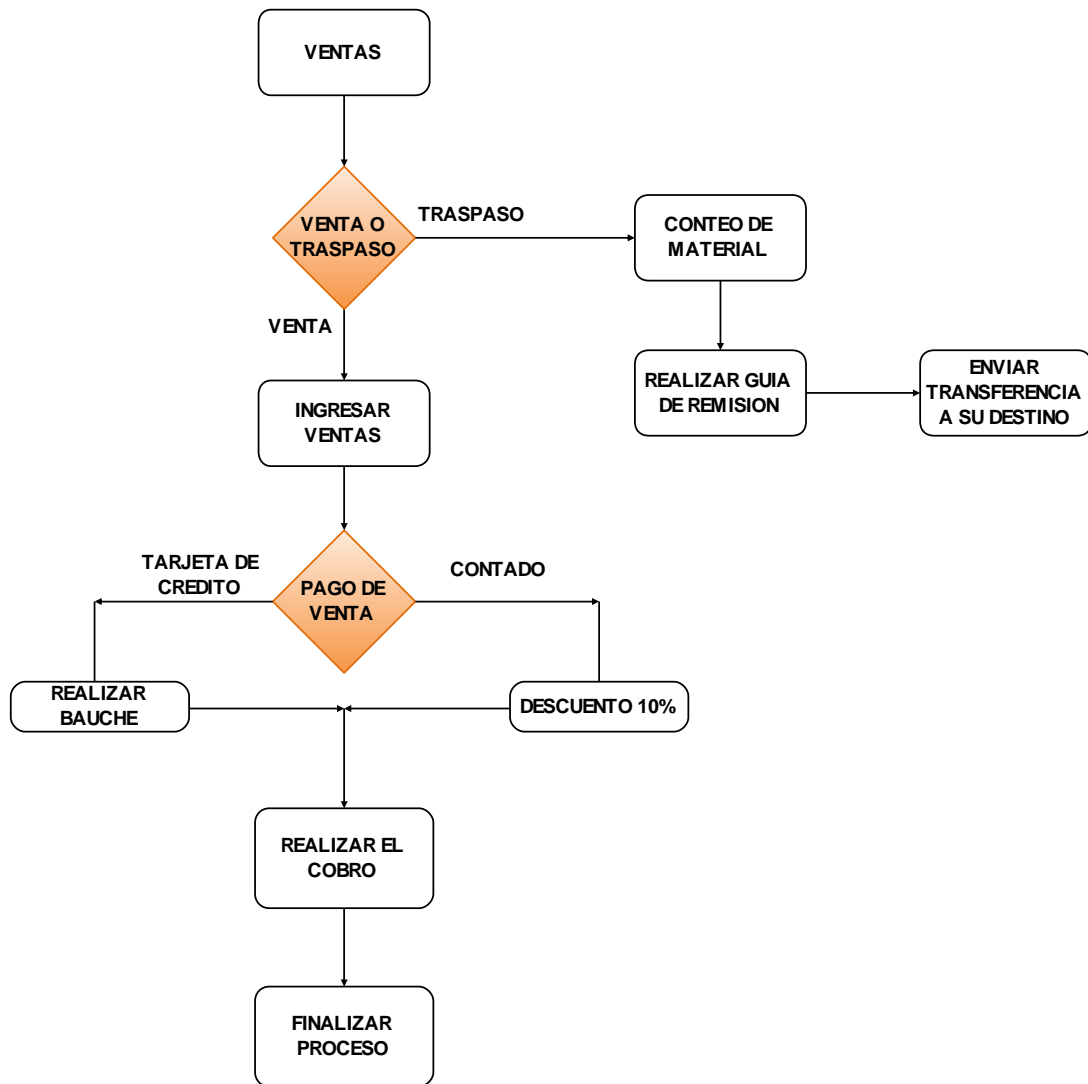 VENTAS
VENTA O
TRASPASO
TRASPASO
CONTEO DE
MATERIAL
VENTA
REALIZAR GUIA
DE REMISION
ENVIAR
TRANSFERENCIA
A SU DESTINO
INGRESAR
VENTAS
TARJETA DE
CREDITO
PAGO DE
VENTA
CONTADO
REALIZAR
BAUCHE
DESCUENTO 10%
REALIZAR EL
COBRO
FINALIZAR
PROCESO